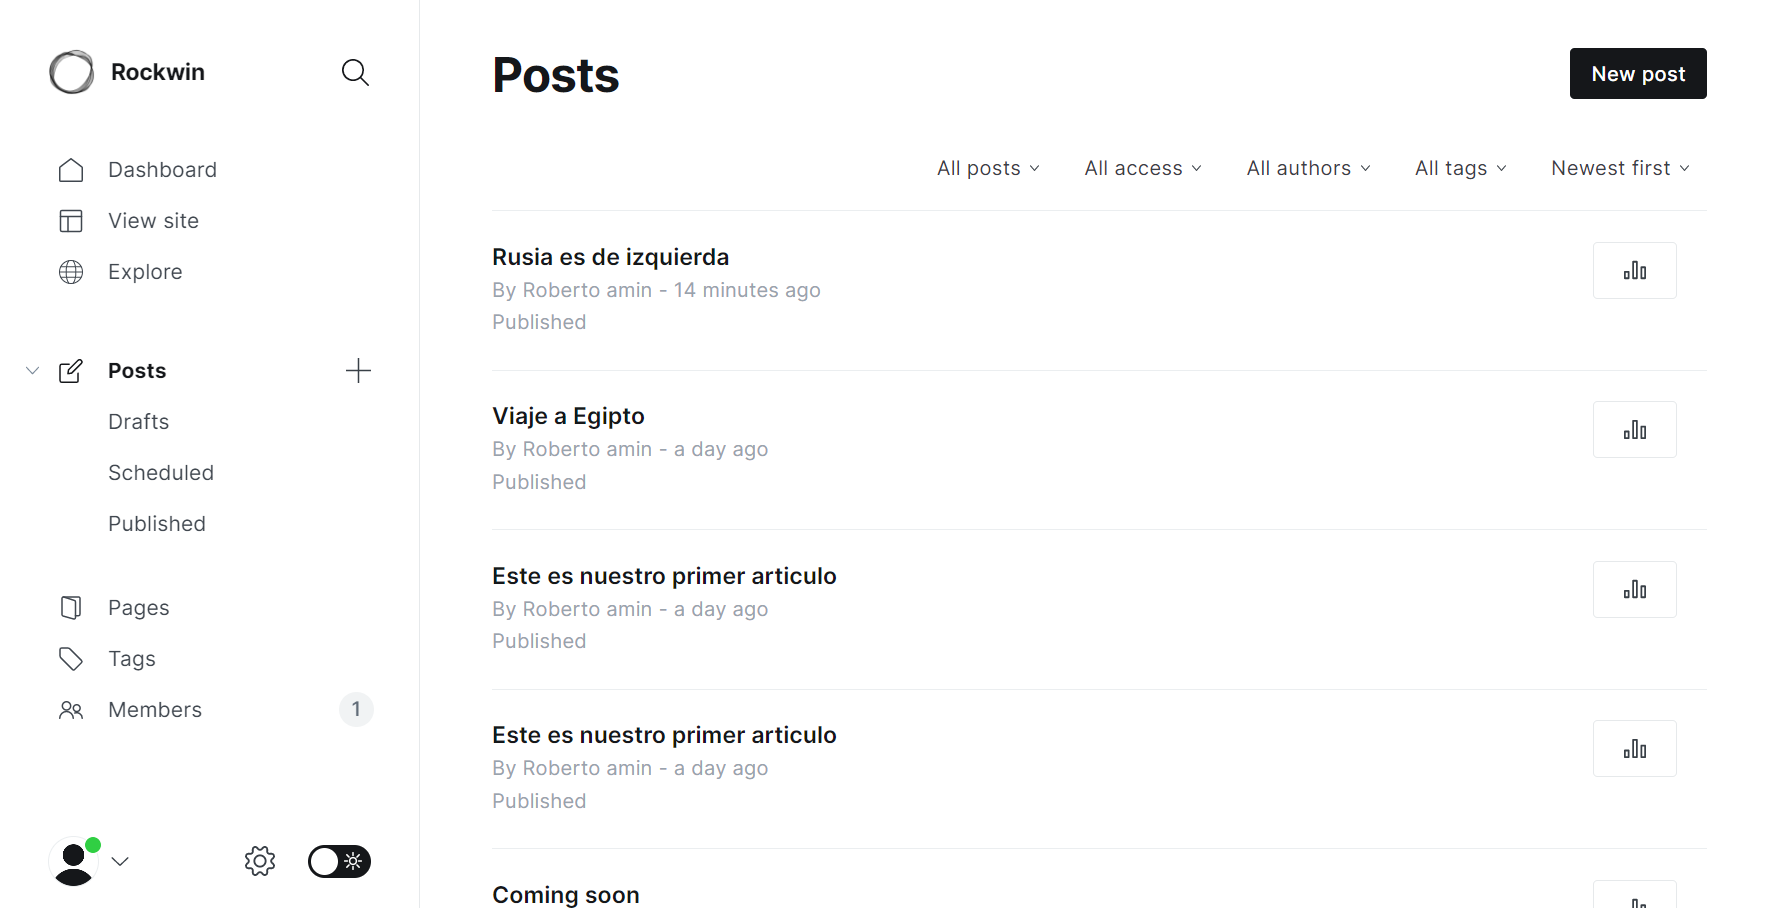 Rockwin
Dashboard
View site
Explore
Posts
Drafts
Scheduled
Published
Pages
Tags
Members 1
Posts
New post
All posts All access All authors All tags Newest first
Rusia es de izquierda
By Roberto amin - 14 minutes ago
Published
Viaje a Egipto
By Roberto amin - a day ago
Published
Este es nuestro primer articulo
By Roberto amin - a day ago
Published
Este es nuestro primer articulo
By Roberto amin - a day ago
Published
Coming soon